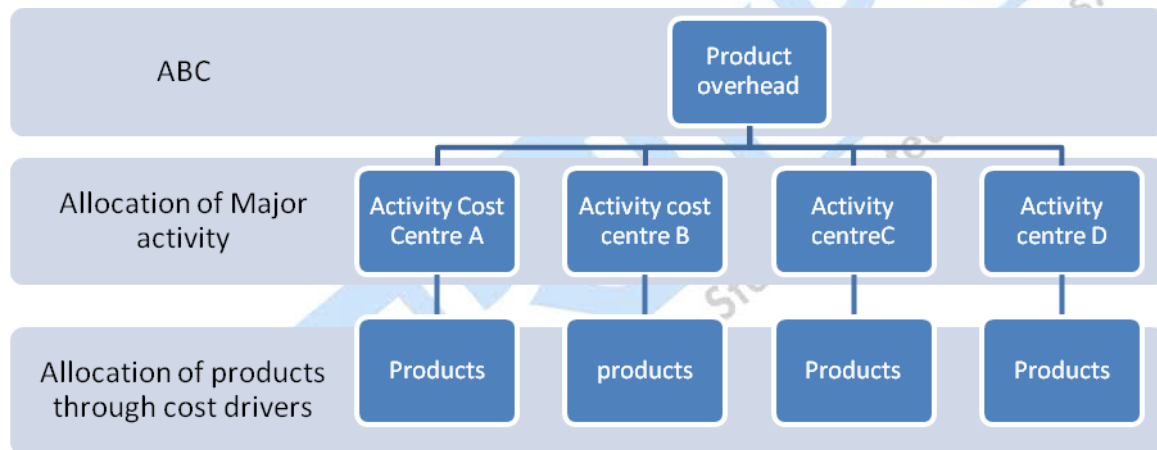 ABC
Product
overhead
Allocation of Major
activity
Activity Cost
Centre A
Activity cost
centre B
Activity
centreC
Activity
centre D
Allocation of products
through cost drivers
Products
products
Products
Products